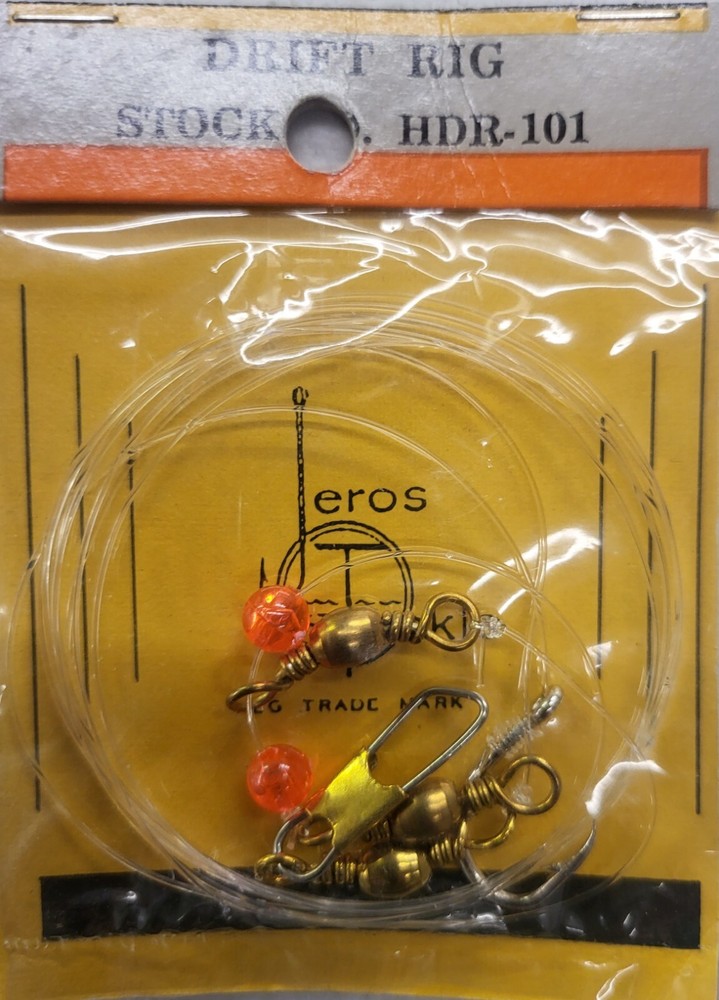 DRIFT RIG
STOCK HDR-101
eros
T
TRADE MARK